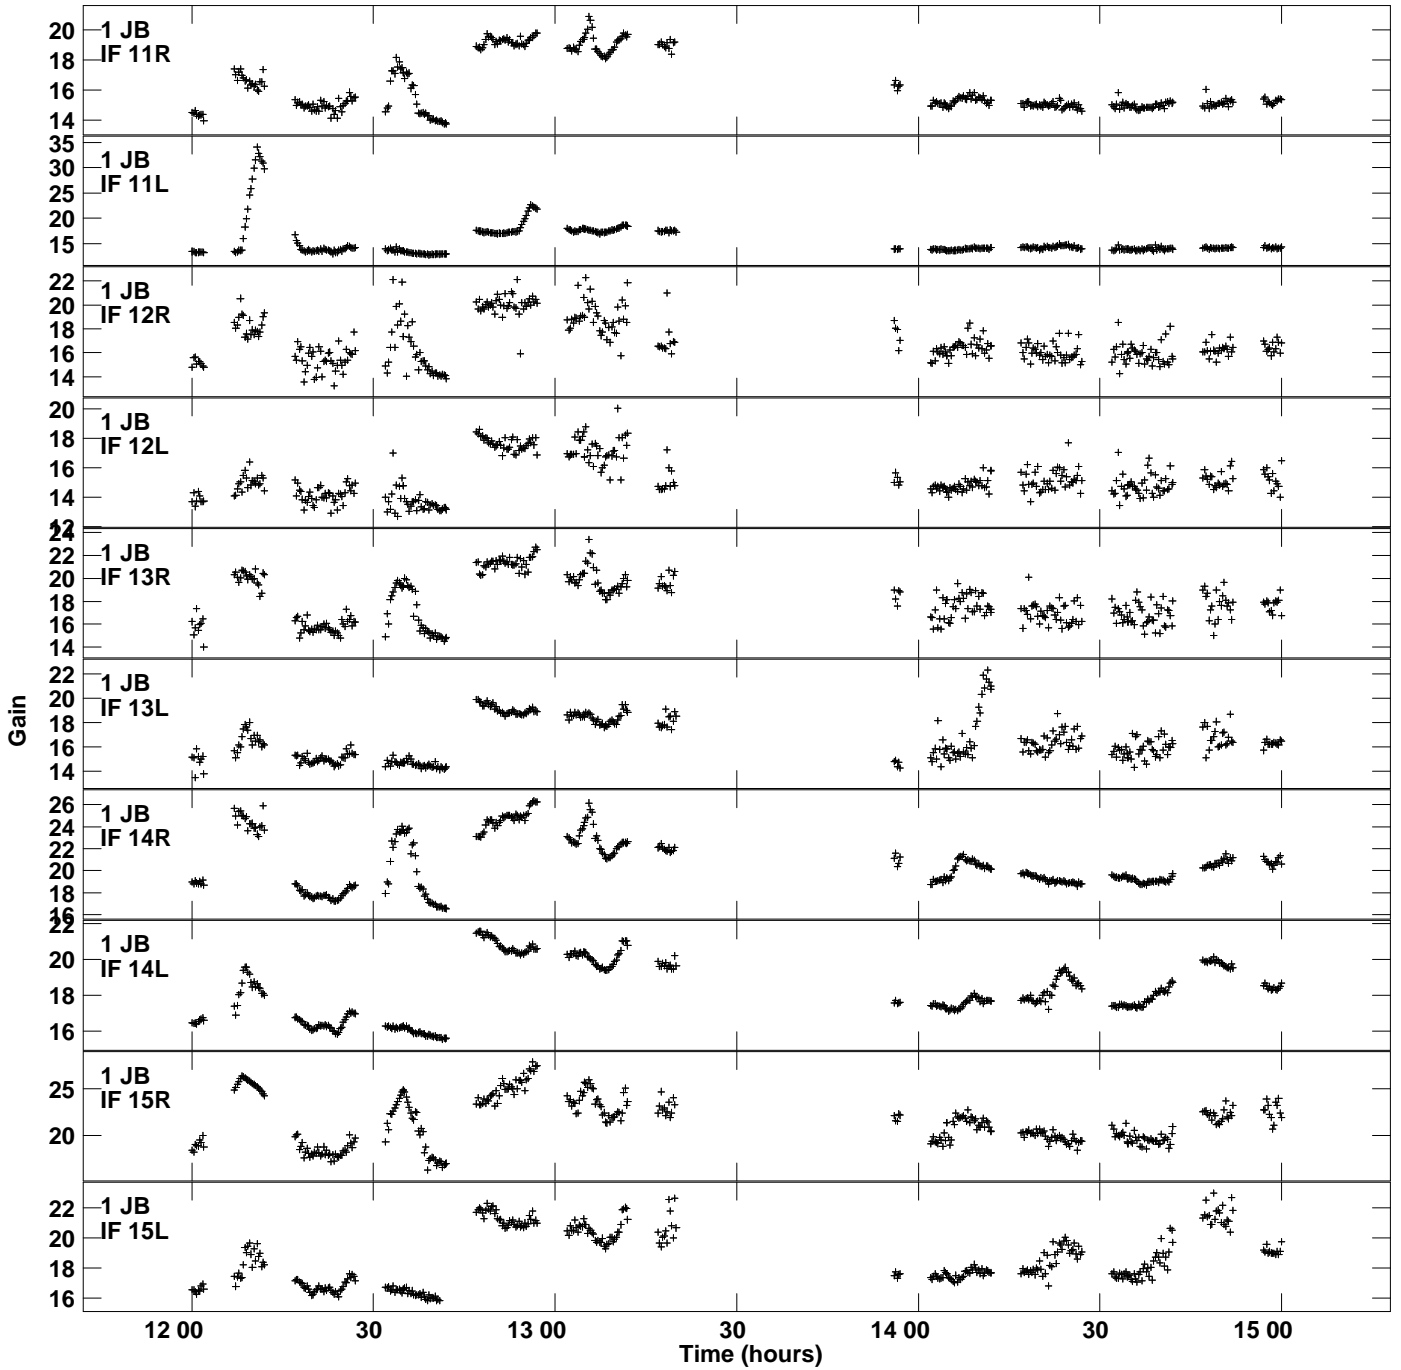 1 JB
IF 11R
20
18
16
14
1 JB
IF 11L
35
30
25
20
15
1 JB
IF 12R
22
20
18
16
14
1 JB
IF 12L
20
18
16
14
12
1 JB
IF 13R
24
22
20
18
16
14
1 JB
IF 13L
22
20
18
16
14
1 JB
IF 14R
26
24
22
20
18
16
1 JB
IF 14L
22
20
18
16
1 JB
IF 15R
25
20
1 JB
IF 15L
22
20
18
16
Gain
12 00 30 13 00 30 14 00 30 15 00
Time (hours)